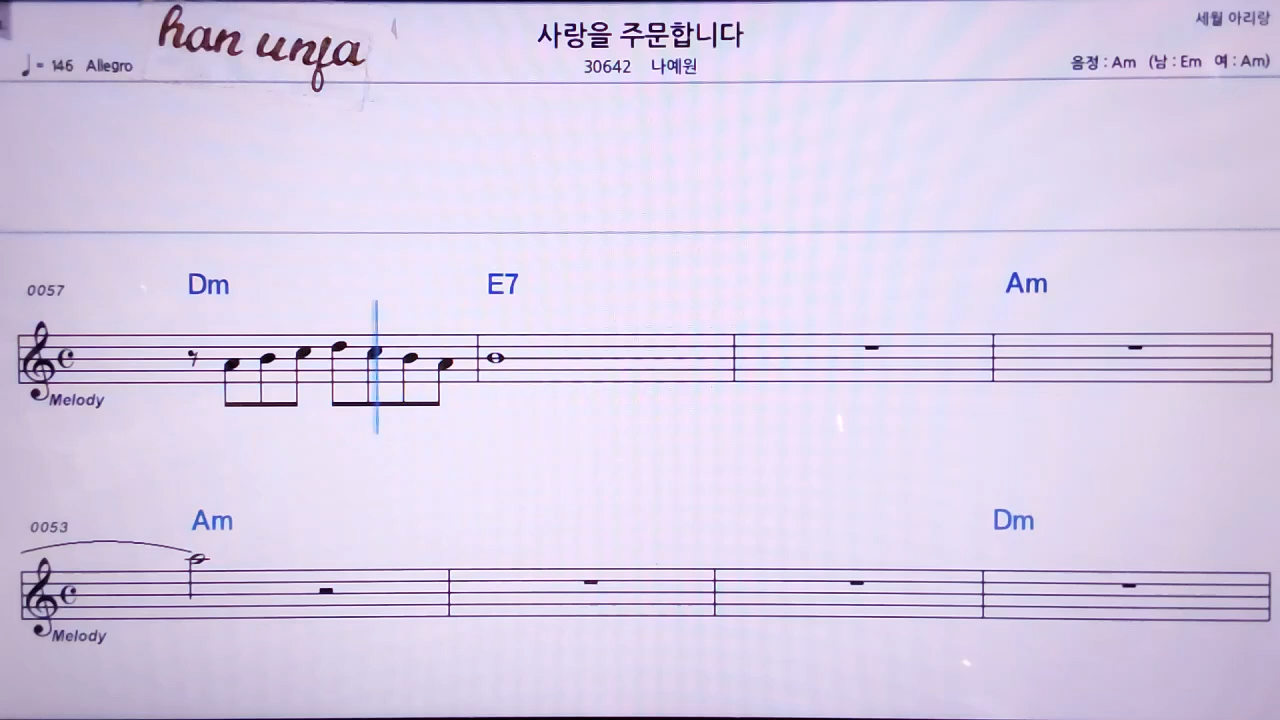 han unfa
사랑을 주문합니다
세월 아리랑
♩ = 146 Allegro
30642 나예원
음정 : Am (남 : Em 여 : Am)
0057
Dm E7 Am
Melody
0053
Am Dm
Melody